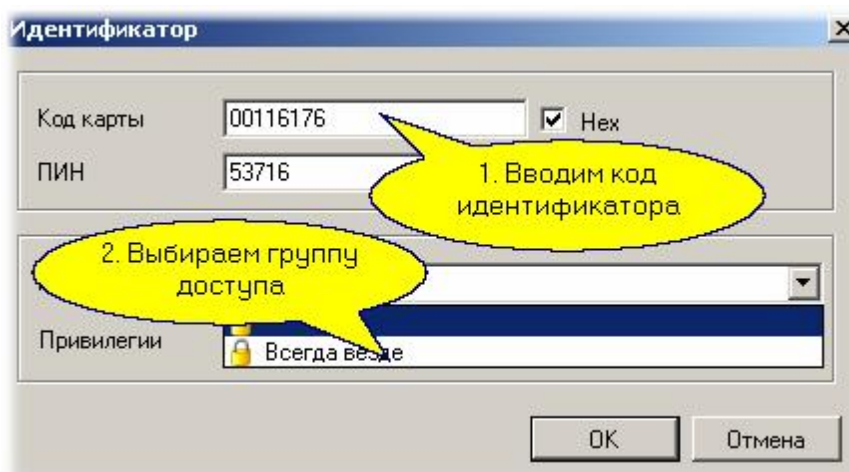 Идентификатор
Код карты 00116176 Hex
ПИН 53716
1. Вводим код
идентификатора
2. Выбираем группу
доступа
Привилегии
Всегда везде
OK Отмена